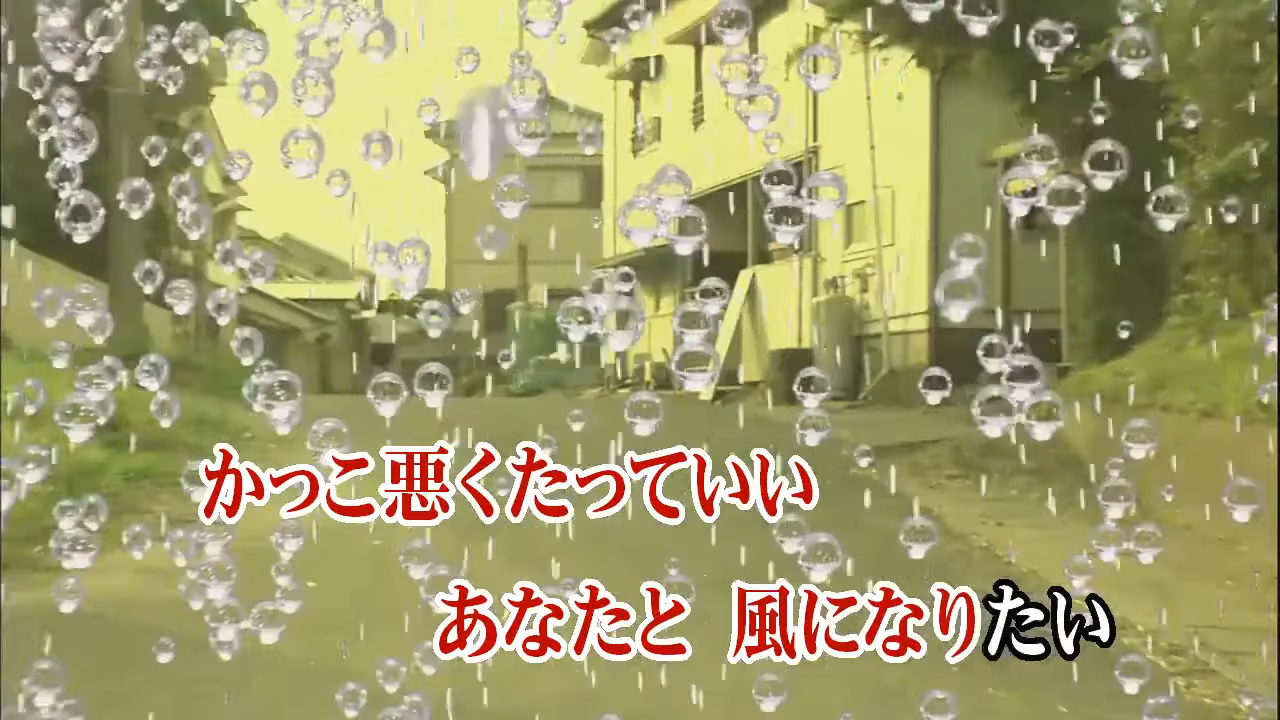 かっこ悪くたっていい
あなたと 風になりたい